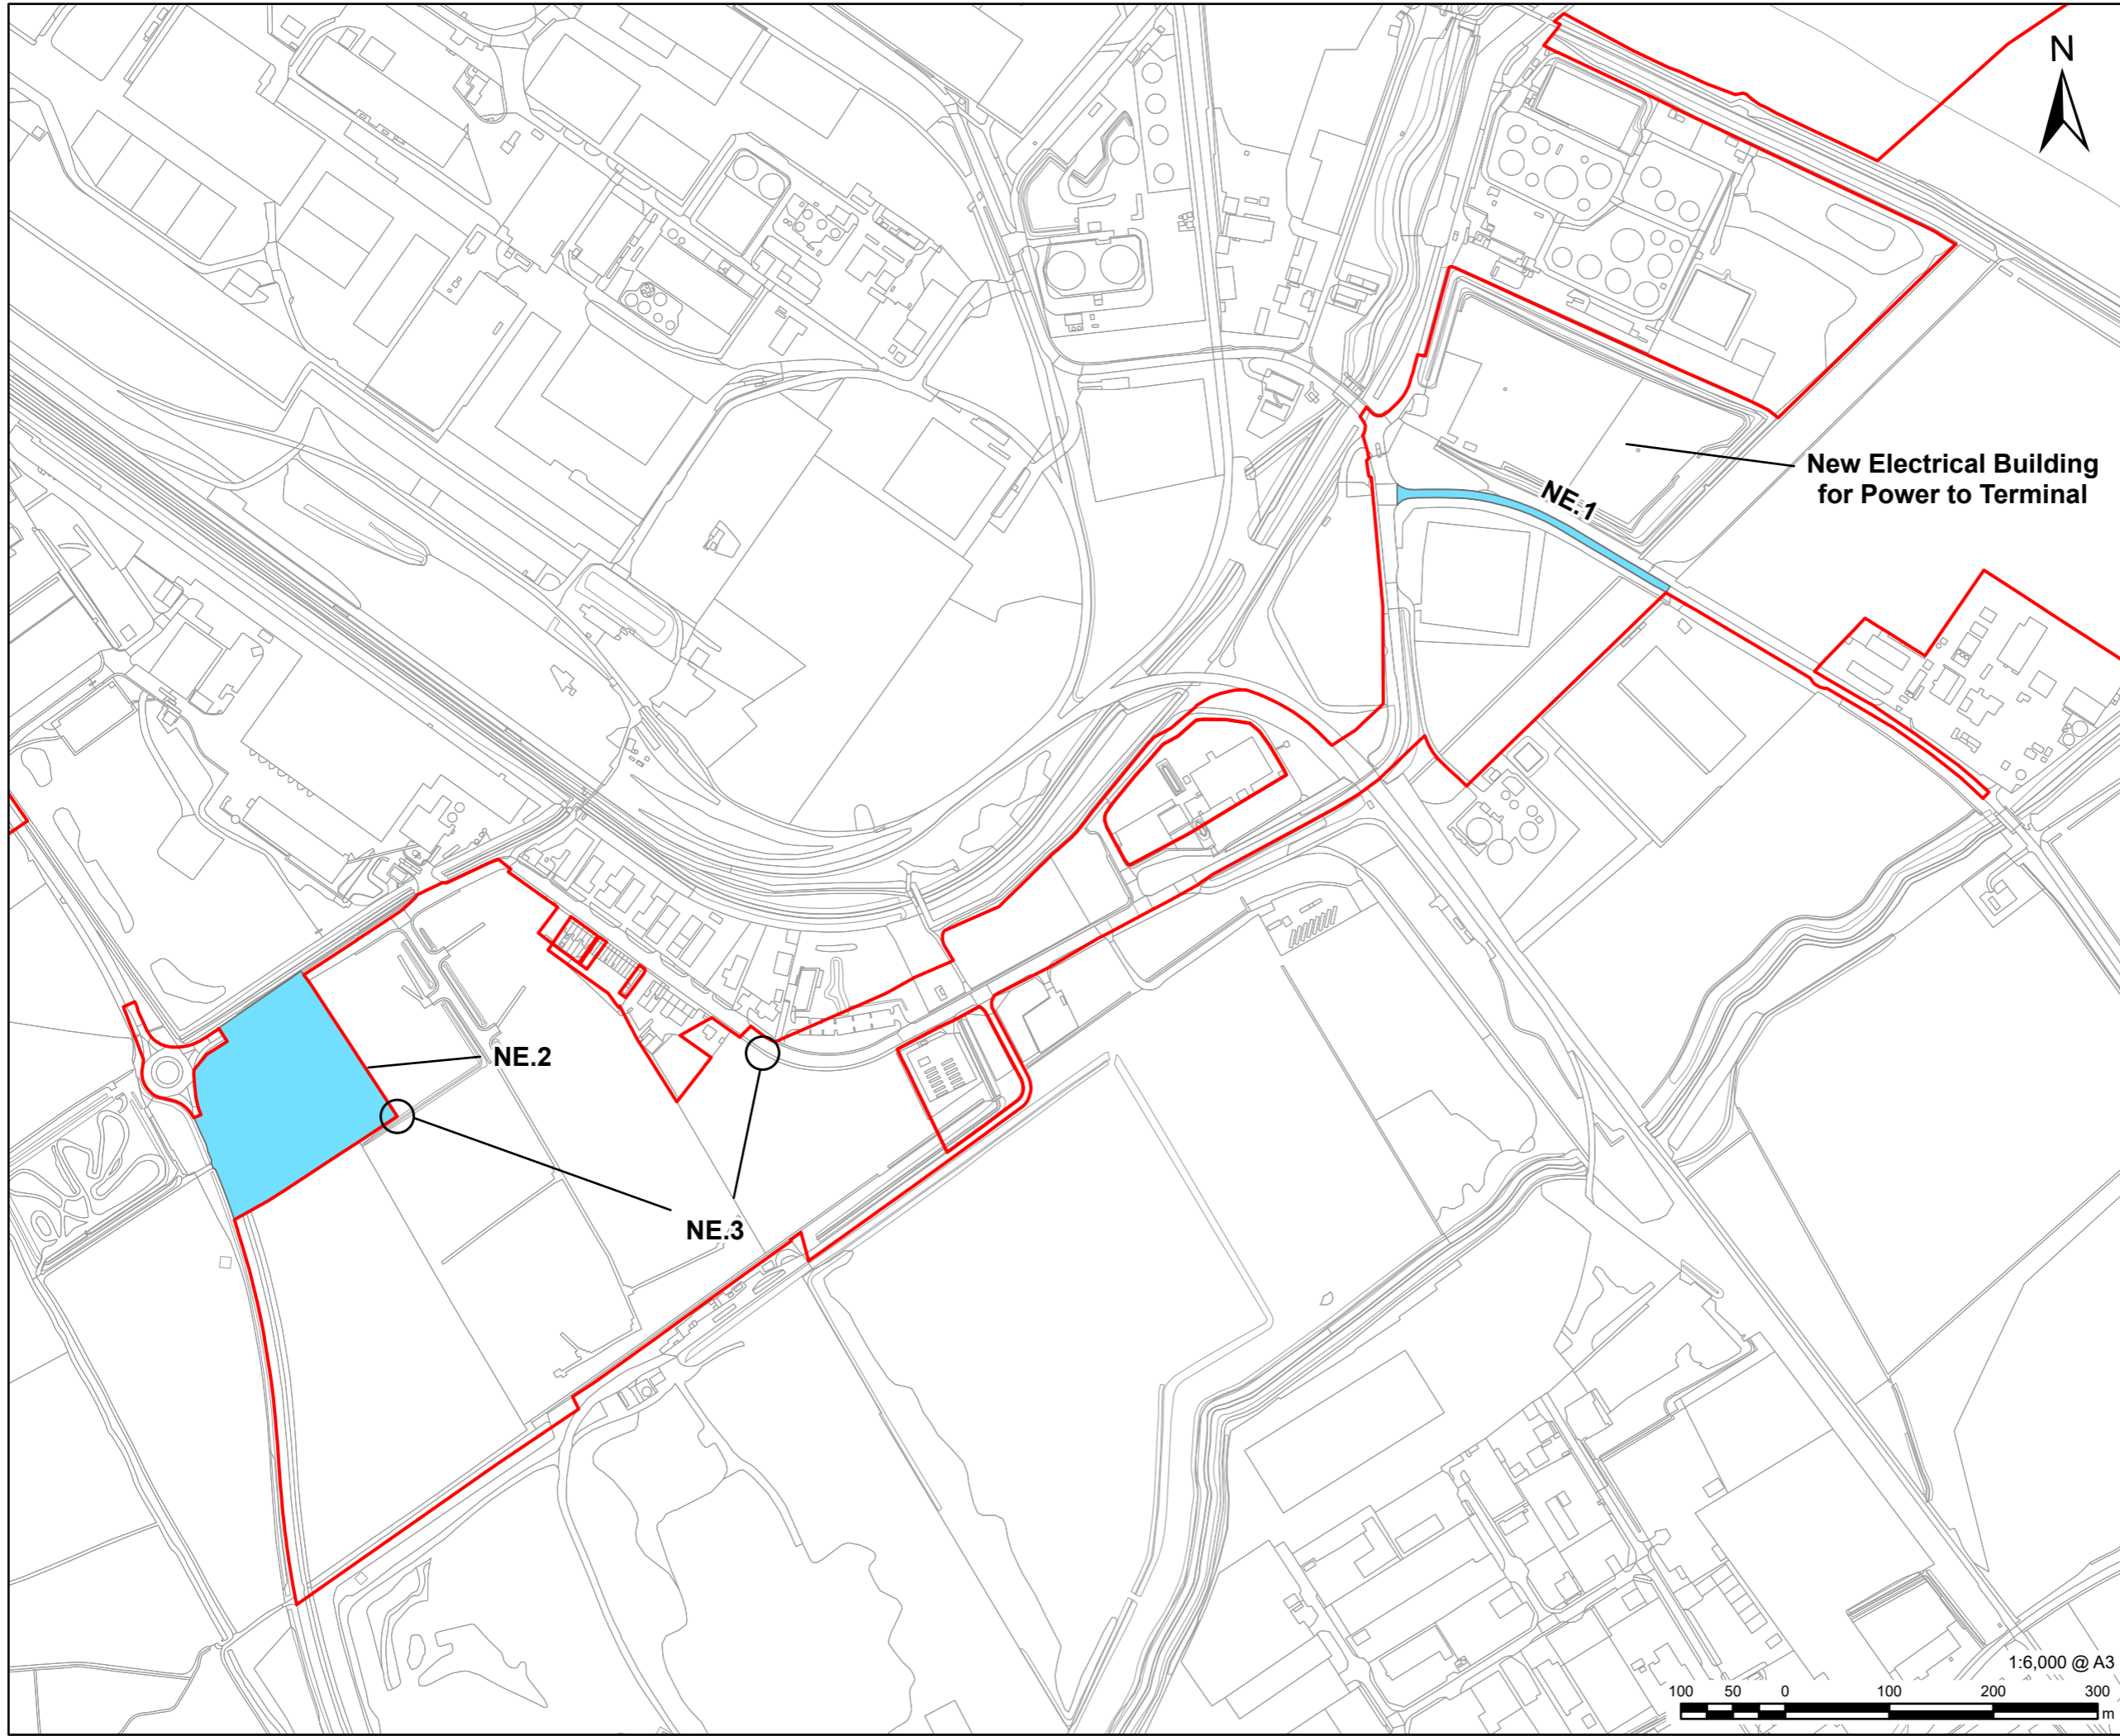 N
New Electrical Building
for Power to Terminal
NE.1
NE.2
NE.3
1:6,000 @ A3
100 50 0 100 200 300
m